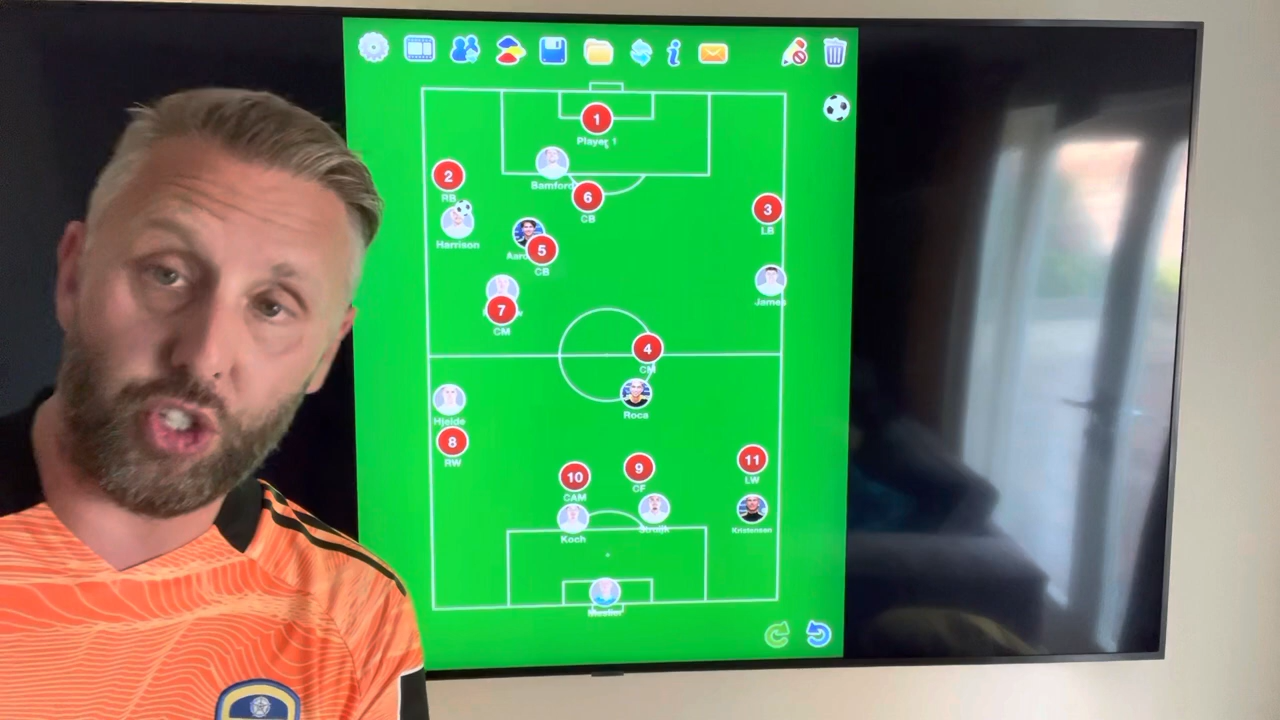 1
Player 1
Bamford
2
RB
6
CB
3
LB
Harrison
5
CB
James
7
CM
4
CM
Roca
Hjelde
8
RW
10
CAM
9
CF
11
LW
Koch
Struijk
Kristensen
Meslier